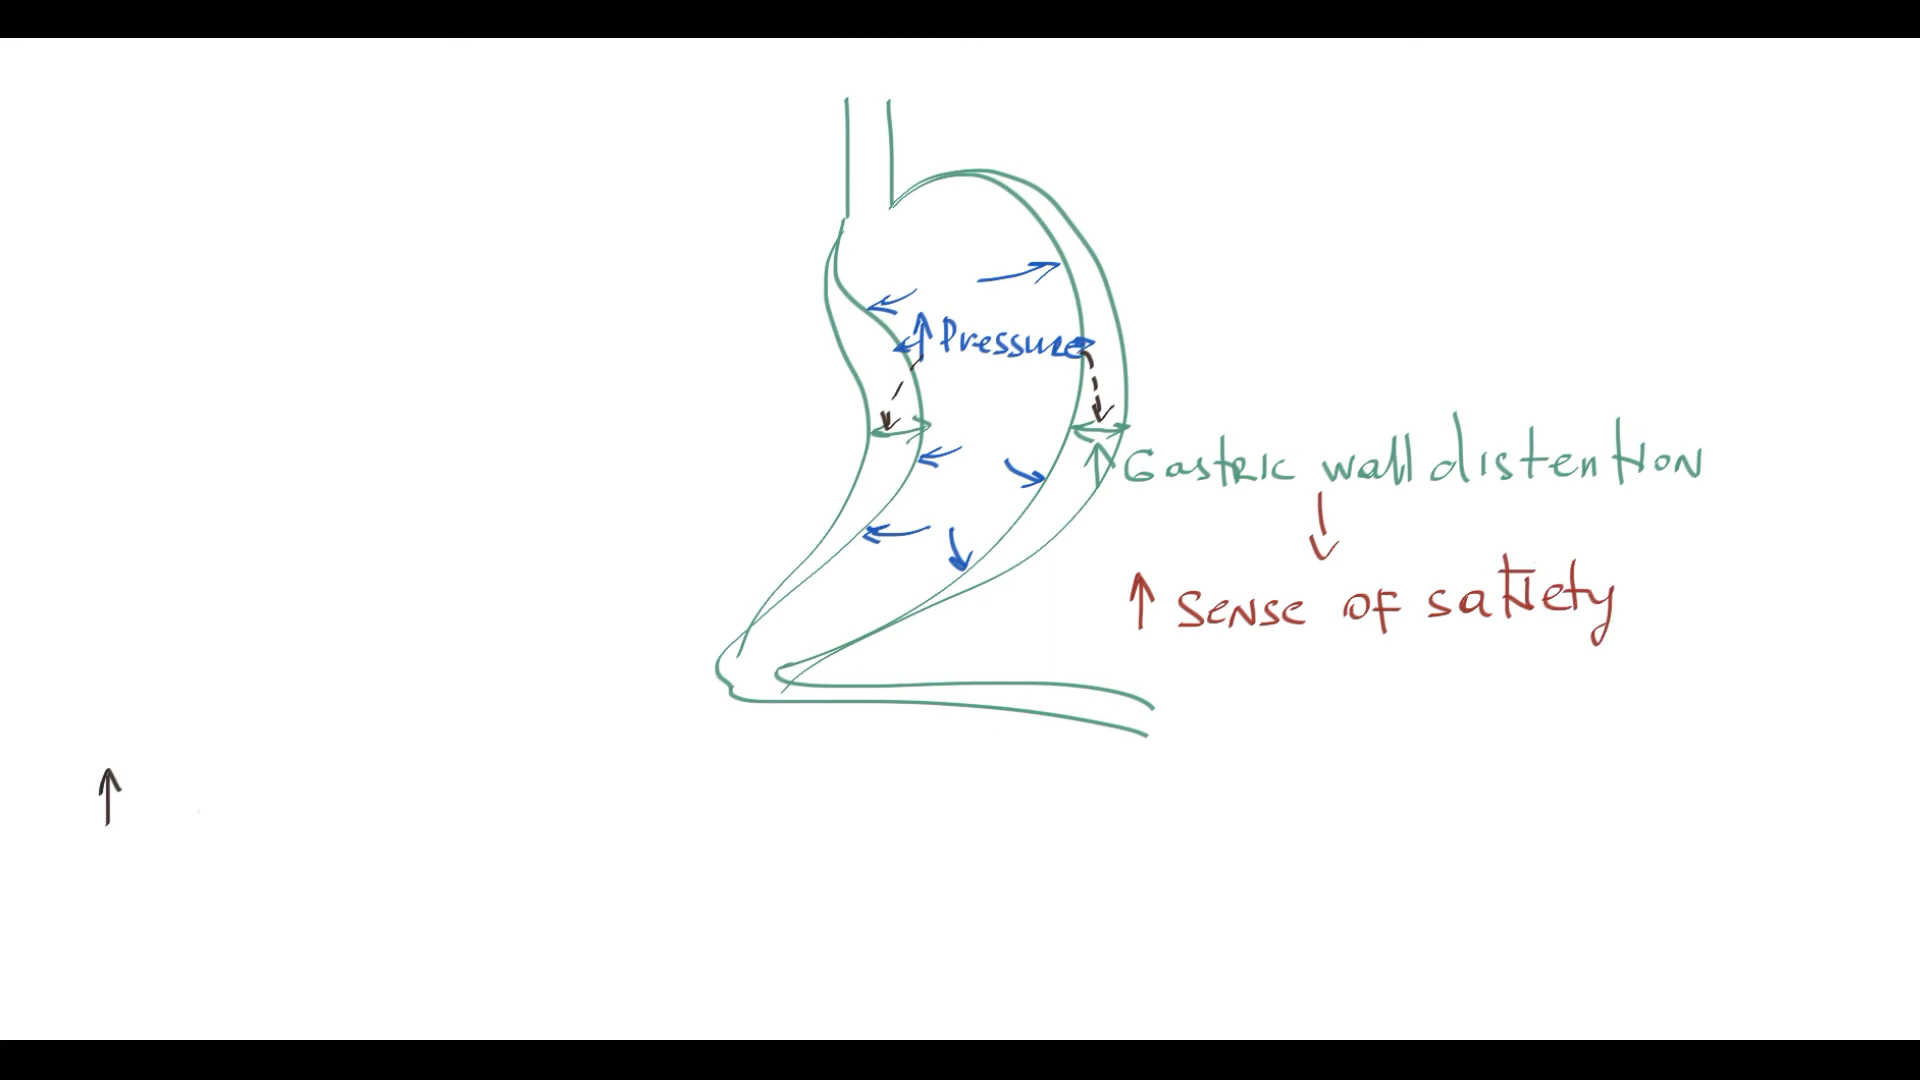 ↑ Pressure
↑ Gastric wall distention
↑ Sense of satiety
↑